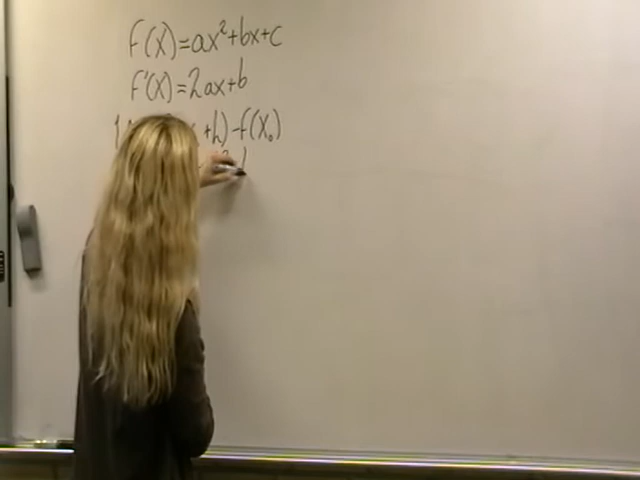 f(x)=ax²+bx+c
f'(x)=2ax+b
+h)-f(x₀)